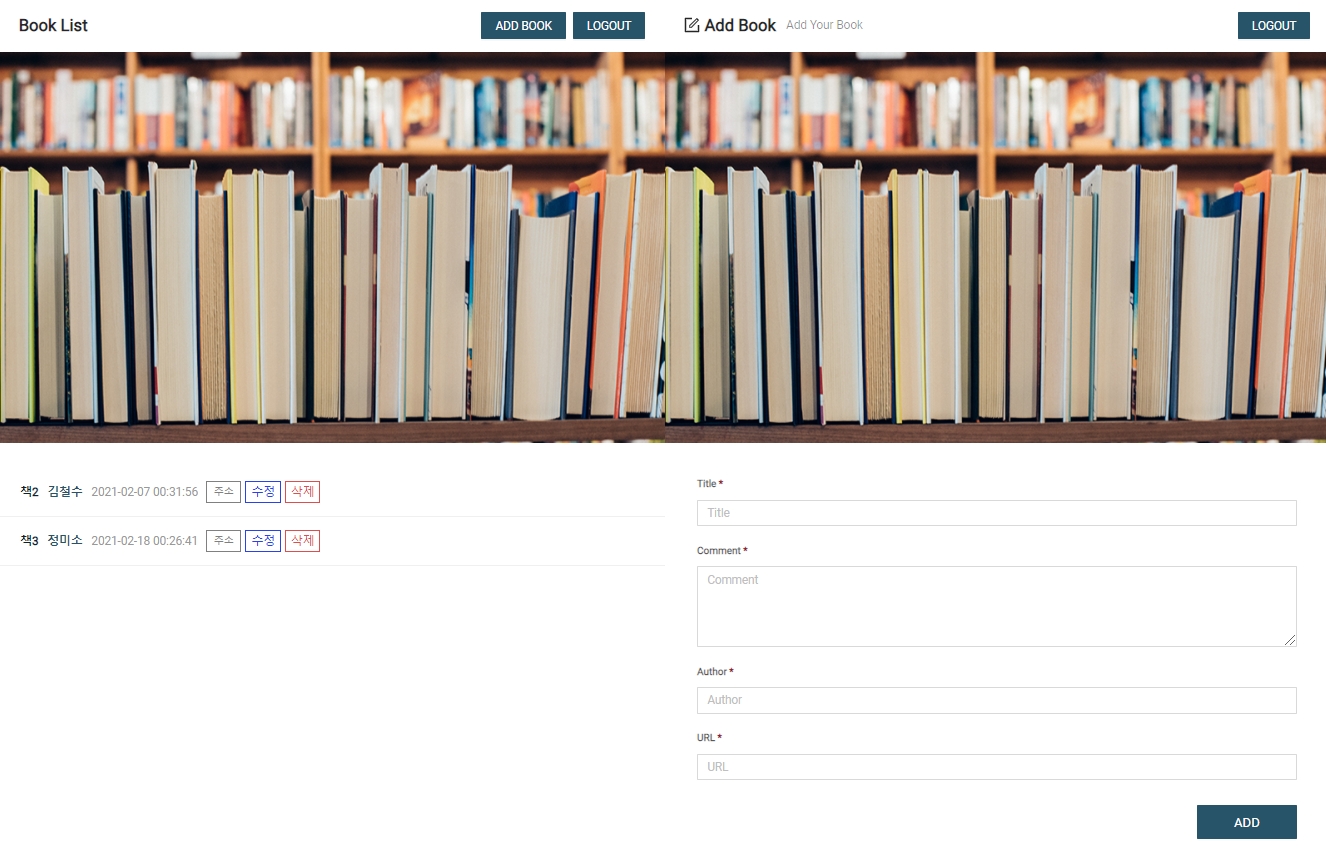 Book List
ADD BOOK
LOGOUT
책2 김철수 2021-02-07 00:31:56 주소 수정 삭제
책3 정미소 2021-02-18 00:26:41 주소 수정 삭제
Add Book Add Your Book
LOGOUT
Title *
Title
Comment *
Comment
Author *
Author
URL *
URL
ADD